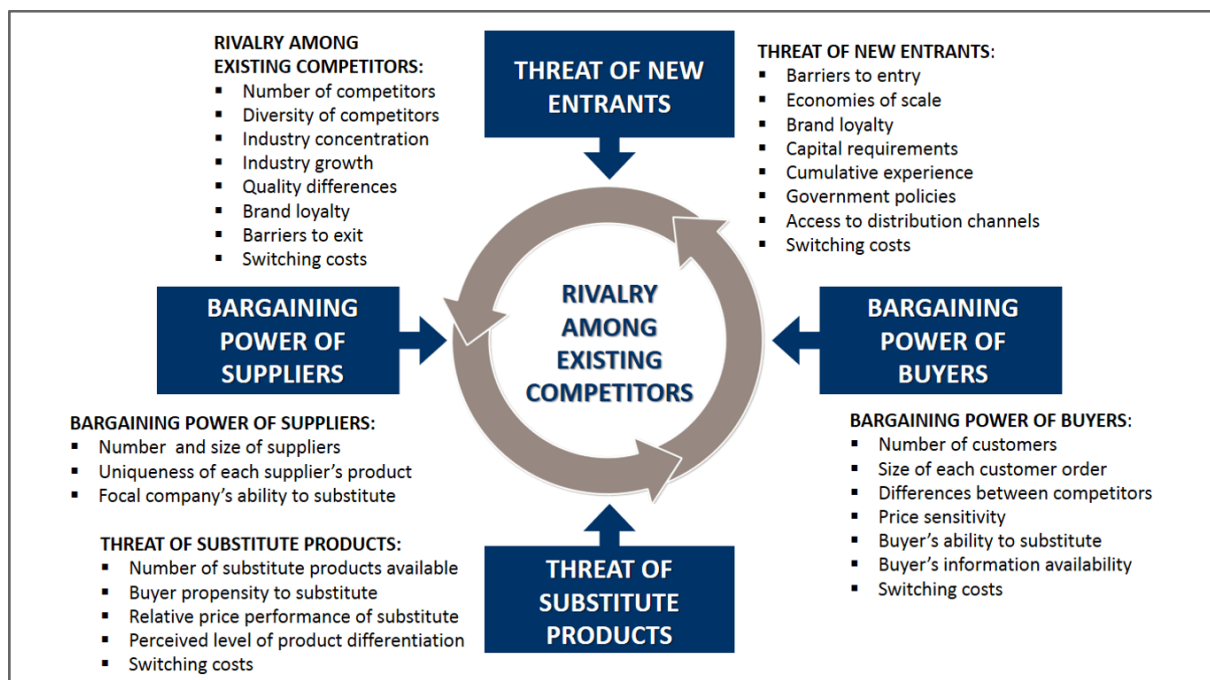 RIVALRY AMONG
EXISTING COMPETITORS:
▪ Number of competitors
▪ Diversity of competitors
▪ Industry concentration
▪ Industry growth
▪ Quality differences
▪ Brand loyalty
▪ Barriers to exit
▪ Switching costs
THREAT OF NEW
ENTRANTS
THREAT OF NEW ENTRANTS:
▪ Barriers to entry
▪ Economies of scale
▪ Brand loyalty
▪ Capital requirements
▪ Cumulative experience
▪ Government policies
▪ Access to distribution channels
▪ Switching costs
BARGAINING
POWER OF
SUPPLIERS
RIVALRY
AMONG
EXISTING
COMPETITORS
BARGAINING
POWER OF
BUYERS
BARGAINING POWER OF SUPPLIERS:
▪ Number and size of suppliers
▪ Uniqueness of each supplier’s product
▪ Focal company’s ability to substitute
BARGAINING POWER OF BUYERS:
▪ Number of customers
▪ Size of each customer order
▪ Differences between competitors
▪ Price sensitivity
▪ Buyer’s ability to substitute
▪ Buyer’s information availability
▪ Switching costs
THREAT OF SUBSTITUTE PRODUCTS:
▪ Number of substitute products available
▪ Buyer propensity to substitute
▪ Relative price performance of substitute
▪ Perceived level of product differentiation
▪ Switching costs
THREAT OF
SUBSTITUTE
PRODUCTS